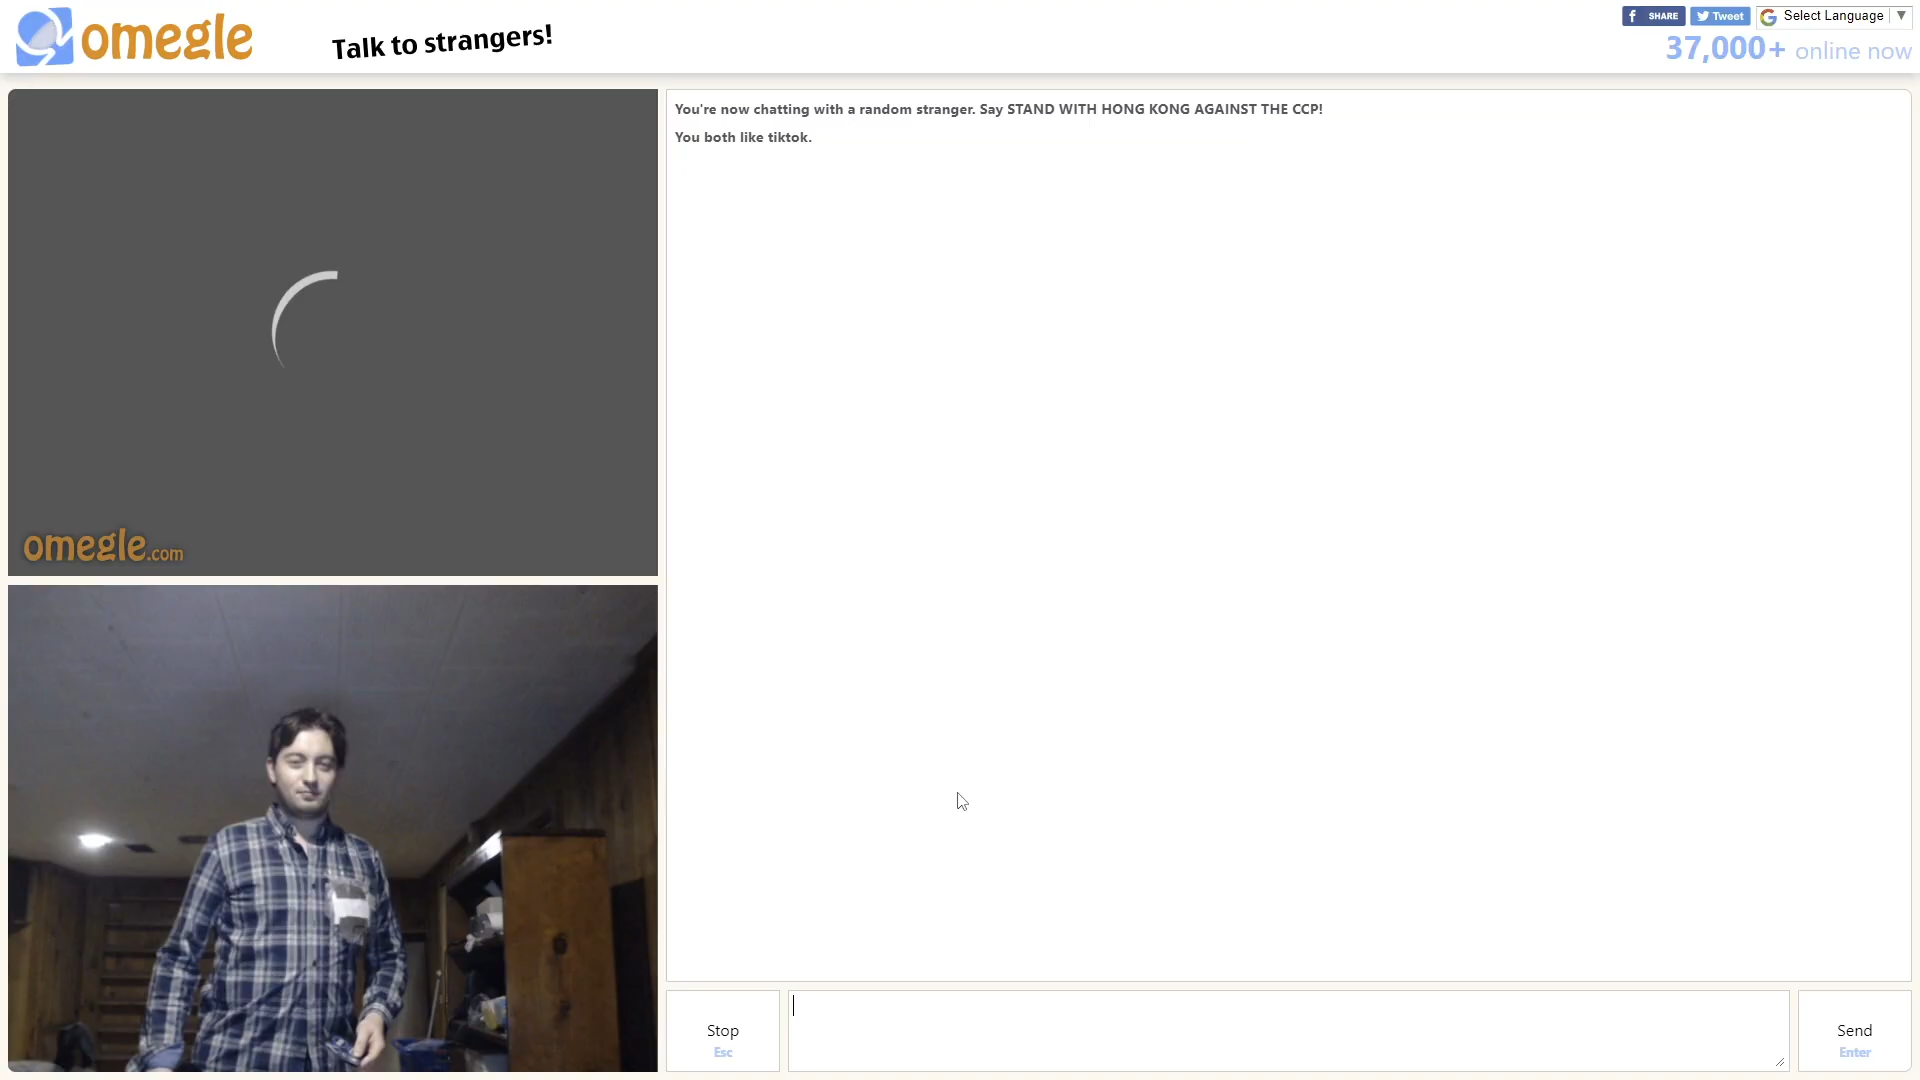 omegle
Talk to strangers!
SHARE
Tweet
Select Language
37,000+ online now
You're now chatting with a random stranger. Say STAND WITH HONG KONG AGAINST THE CCP!
You both like tiktok.
omegle.com
Stop
Esc
Send
Enter